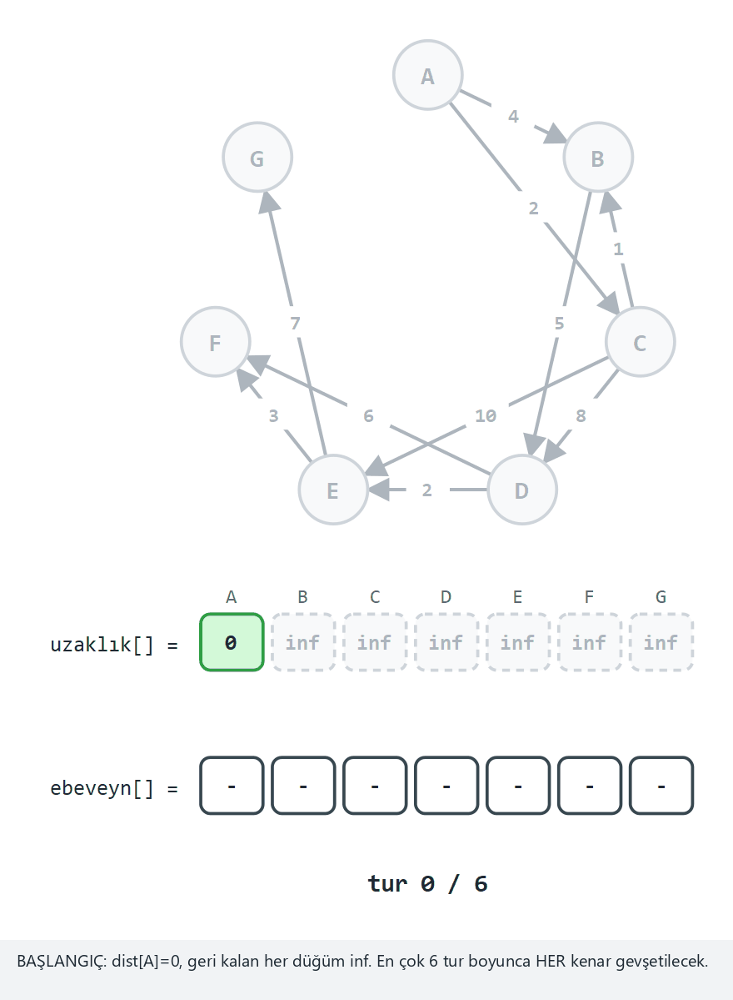 A
4
G
B
2
1
7
5
F
C
3
6
10
8
E
2
D
A B C D E F G
uzaklık[] = 0 inf inf inf inf inf inf
ebeveyn[] = - - - - - - -
tur 0 / 6
BAŞLANGIÇ: dist[A]=0, geri kalan her düğüm inf. En çok 6 tur boyunca HER kenar gevşetilecek.